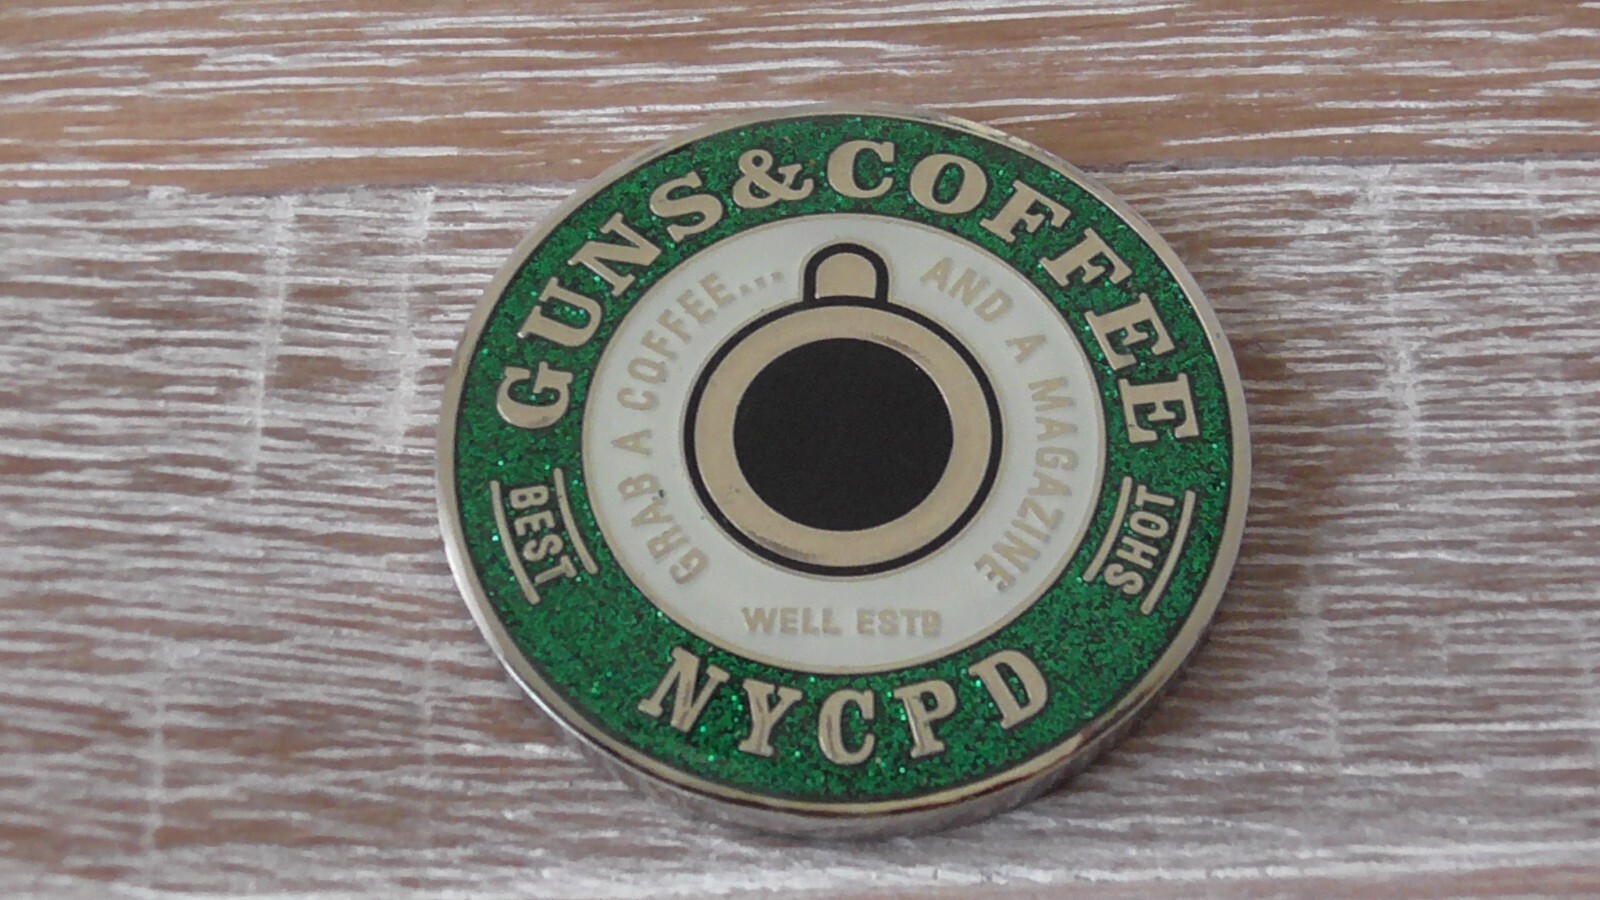 GUNS&COFFEE
GRAB A COFFEE...
AND A MAGAZINE
BEST
SHOT
WELL ESTD
NYCPD